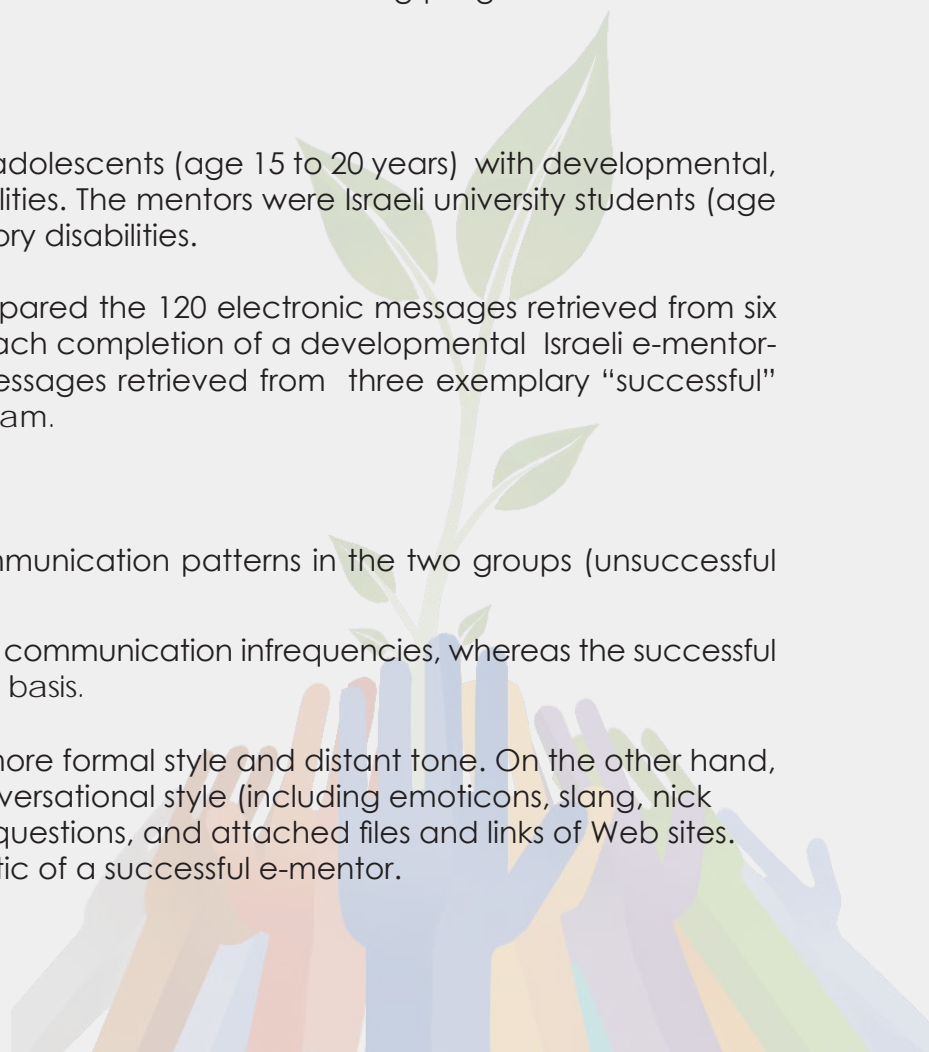 adolescents (age 15 to 20 years) with developmental,
lities. The mentors were Israeli university students (age
ory disabilities.
pared the 120 electronic messages retrieved from six
ach completion of a developmental Israeli e-mentor-
essages retrieved from three exemplary “successful”
am.
mmunication patterns in the two groups (unsuccessful
communication infrequencies, whereas the successful
basis.
more formal style and distant tone. On the other hand,
versational style (including emoticons, slang, nick
questions, and attached files and links of Web sites.
tic of a successful e-mentor.